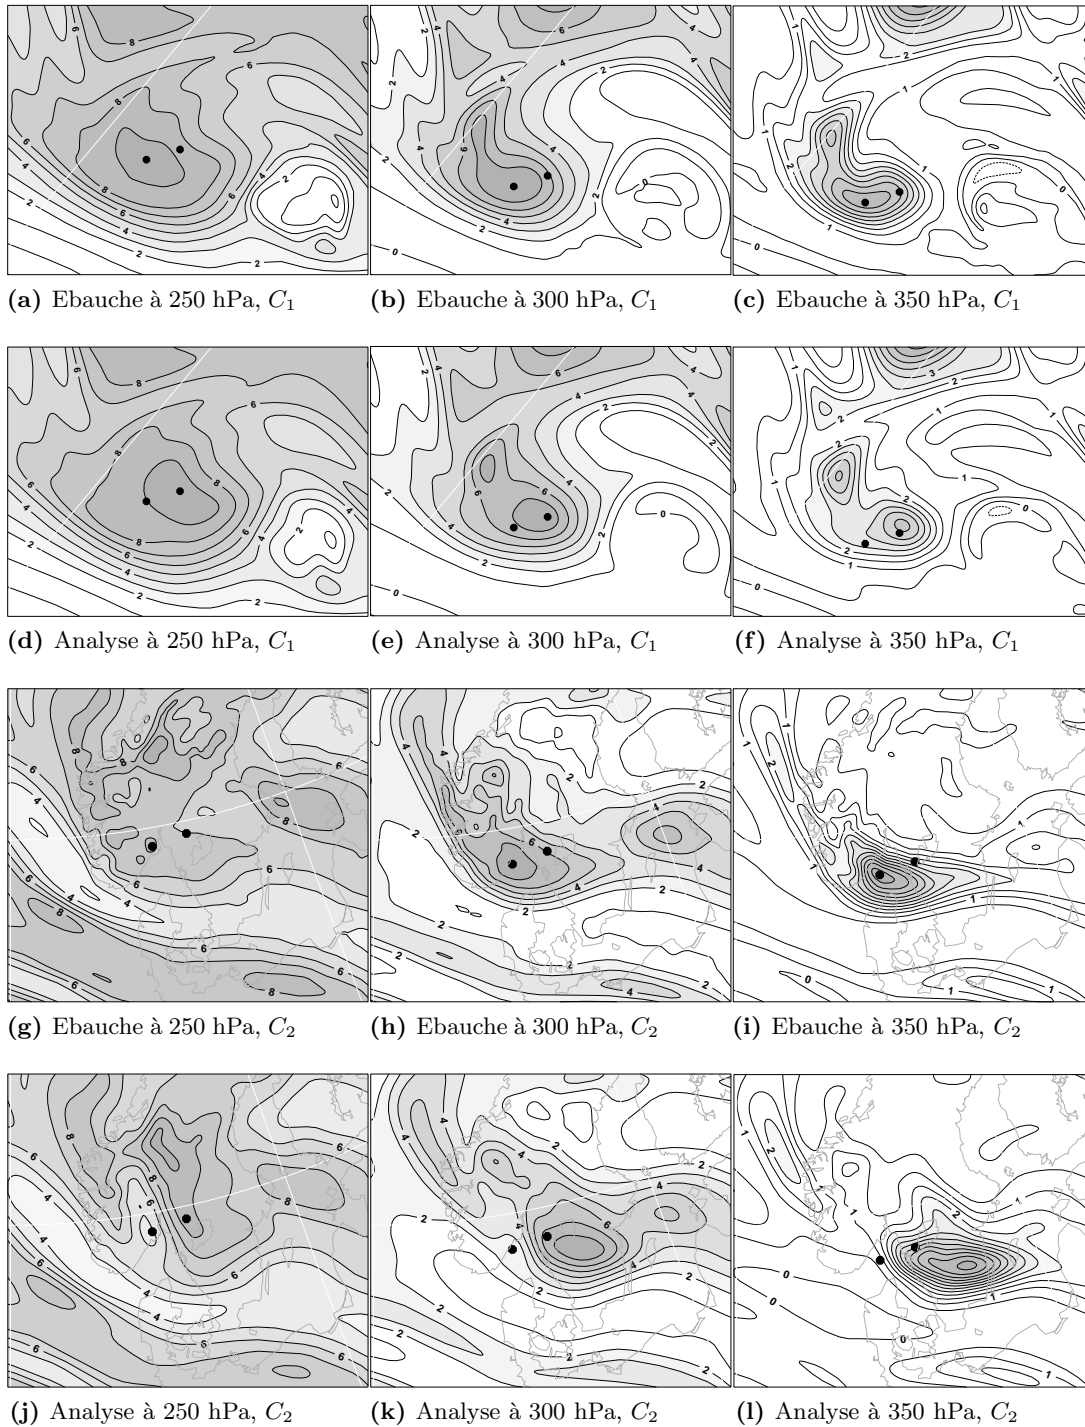 (a) Ebauche à 250 hPa, C₁
(b) Ebauche à 300 hPa, C₁
(c) Ebauche à 350 hPa, C₁
(d) Analyse à 250 hPa, C₁
(e) Analyse à 300 hPa, C₁
(f) Analyse à 350 hPa, C₁
(g) Ebauche à 250 hPa, C₂
(h) Ebauche à 300 hPa, C₂
(i) Ebauche à 350 hPa, C₂
(j) Analyse à 250 hPa, C₂
(k) Analyse à 300 hPa, C₂
(l) Analyse à 350 hPa, C₂